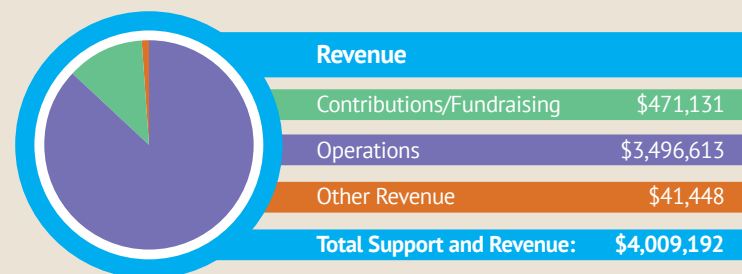 Revenue
Contributions/Fundraising $471,131
Operations $3,496,613
Other Revenue $41,448
Total Support and Revenue: $4,009,192